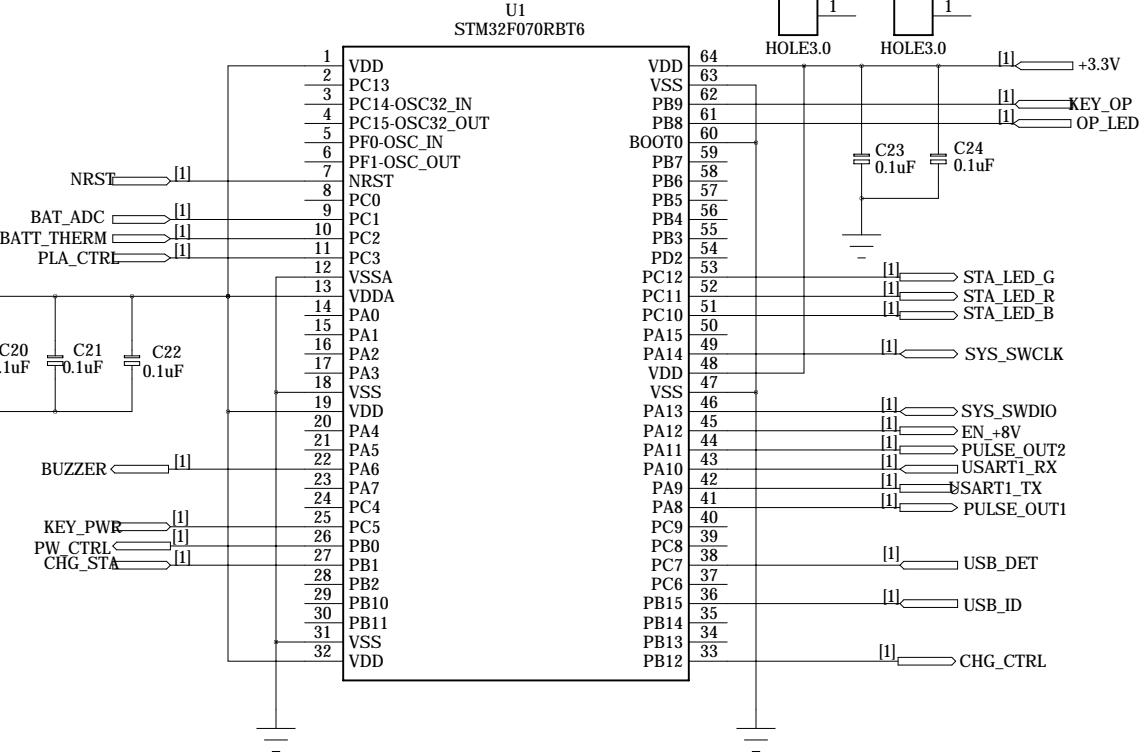 U1
STM32F070RBT6
1
1
HOLE3.0
HOLE3.0
1 VDD
2 PC13
3 PC14-OSC32_IN
4 PC15-OSC32_OUT
5 PF0-OSC_IN
6 PF1-OSC_OUT
NRST [1] 7 NRST
8 PC0
BAT_ADC [1] 9 PC1
BATT_THERM [1] 10 PC2
PLA_CTRL [1] 11 PC3
12 VSSA
13 VDDA
14 PA0
15 PA1
16 PA2
17 PA3
18 VSS
19 VDD
20 PA4
21 PA5
BUZZER [1] 22 PA6
23 PA7
24 PC4
KEY_PWR [1] 25 PC5
PW_CTRL [1] 26 PB0
CHG_STA [1] 27 PB1
28 PB2
29 PB10
30 PB11
31 VSS
32 VDD
C20
.1uF
C21
0.1uF
C22
0.1uF
VDD 64 [1] +3.3V
VSS 63
PB9 62 [1] KEY_OP
PB8 61 [1] OP_LED
BOOT0 60
PB7 59
PB6 58
PB5 57
PB4 56
PB3 55
PD2 54
PC12 53 [1] STA_LED_G
PC11 52 [1] STA_LED_R
PC10 51 [1] STA_LED_B
PA15 50
PA14 49 [1] SYS_SWCLK
VDD 48
VSS 47
PA13 46 [1] SYS_SWDIO
PA12 45 [1] EN_+8V
PA11 44 [1] PULSE_OUT2
PA10 43 [1] USART1_RX
PA9 42 [1] USART1_TX
PA8 41 [1] PULSE_OUT1
PC9 40
PC8 39
PC7 38 [1] USB_DET
PC6 37
PB15 36 [1] USB_ID
PB14 35
PB13 34
PB12 33 [1] CHG_CTRL
C23
0.1uF
C24
0.1uF